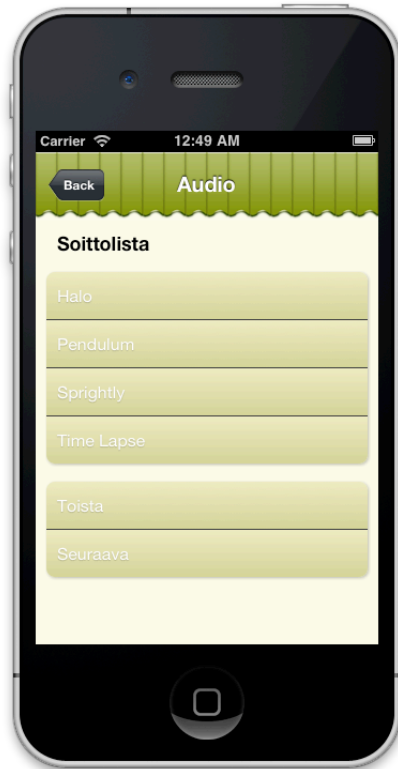 Carrier 12:49 AM
Back Audio
Soittolista
Halo
Pendulum
Sprightly
Time Lapse
Toista
Seuraava